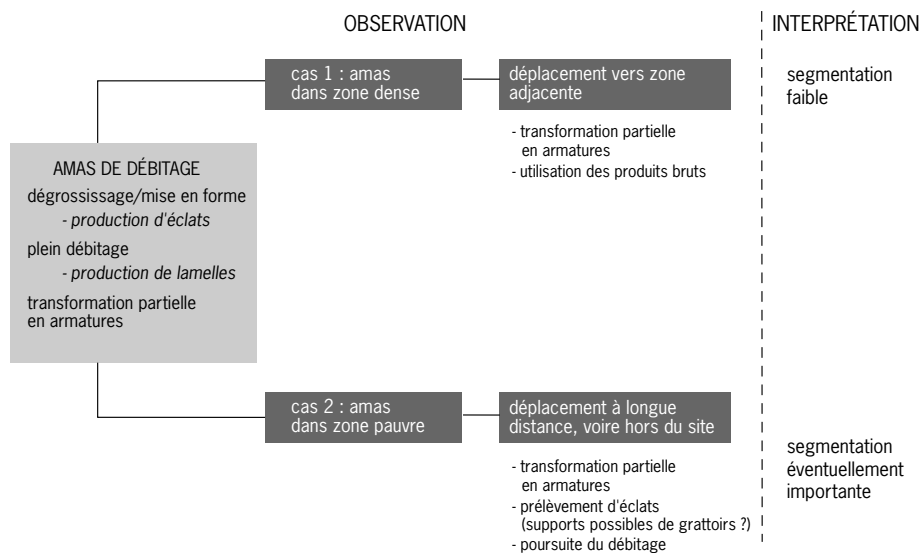 OBSERVATION
INTERPRÉTATION
cas 1 : amas
dans zone dense
déplacement vers zone
adjacente
segmentation
faible
- transformation partielle
en armatures
- utilisation des produits bruts
AMAS DE DÉBITAGE
dégrossissage/mise en forme
- production d'éclats
plein débitage
- production de lamelles
transformation partielle
en armatures
cas 2 : amas
dans zone pauvre
déplacement à longue
distance, voire hors du site
segmentation
éventuellement
importante
- transformation partielle
en armatures
- prélèvement d'éclats
(supports possibles de grattoirs ?)
- poursuite du débitage